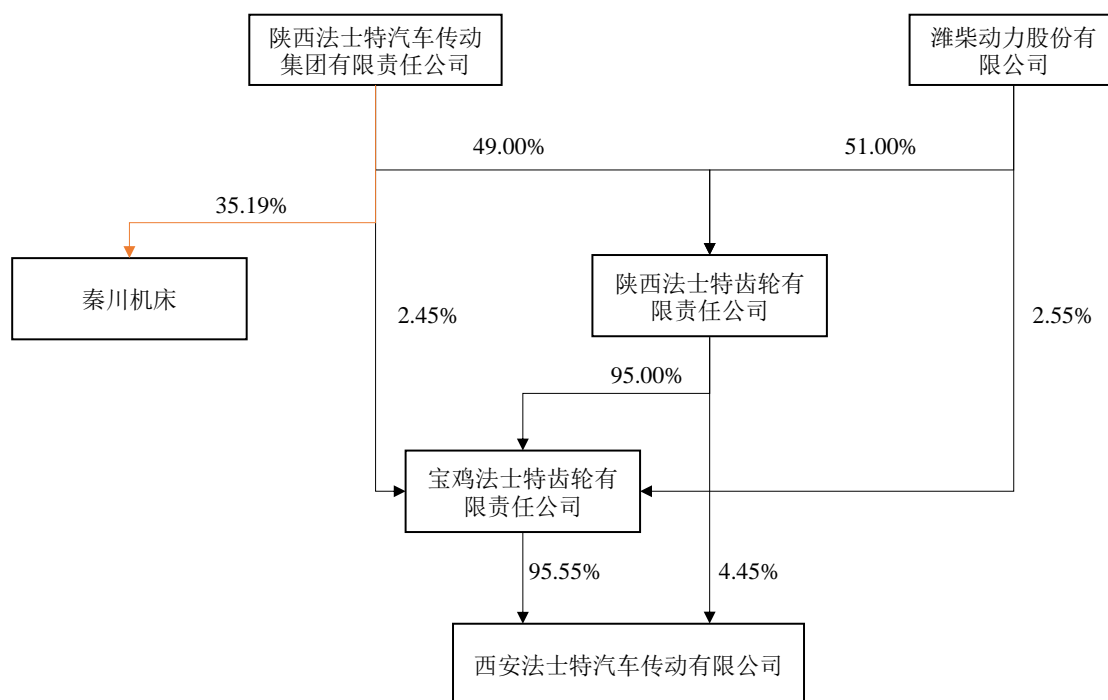 陕西法士特汽车传动
集团有限责任公司
潍柴动力股份有
限公司
49.00%
51.00%
35.19%
秦川机床
陕西法士特齿轮有
限责任公司
2.45%
2.55%
95.00%
宝鸡法士特齿轮有
限责任公司
95.55%
4.45%
西安法士特汽车传动有限公司